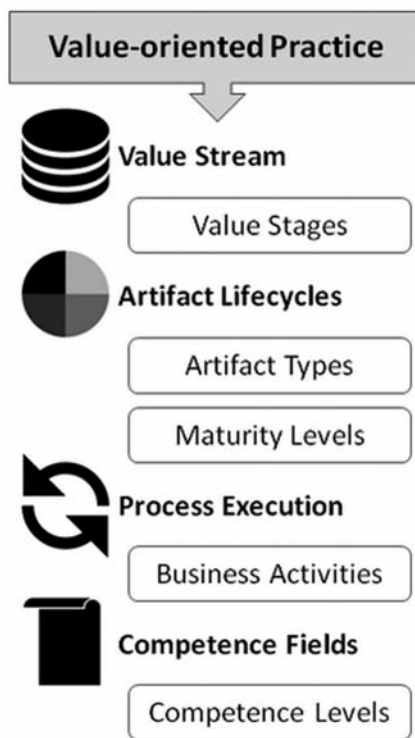 Value-oriented Practice
Value Stream
Value Stages
Artifact Lifecycles
Artifact Types
Maturity Levels
Process Execution
Business Activities
Competence Fields
Competence Levels